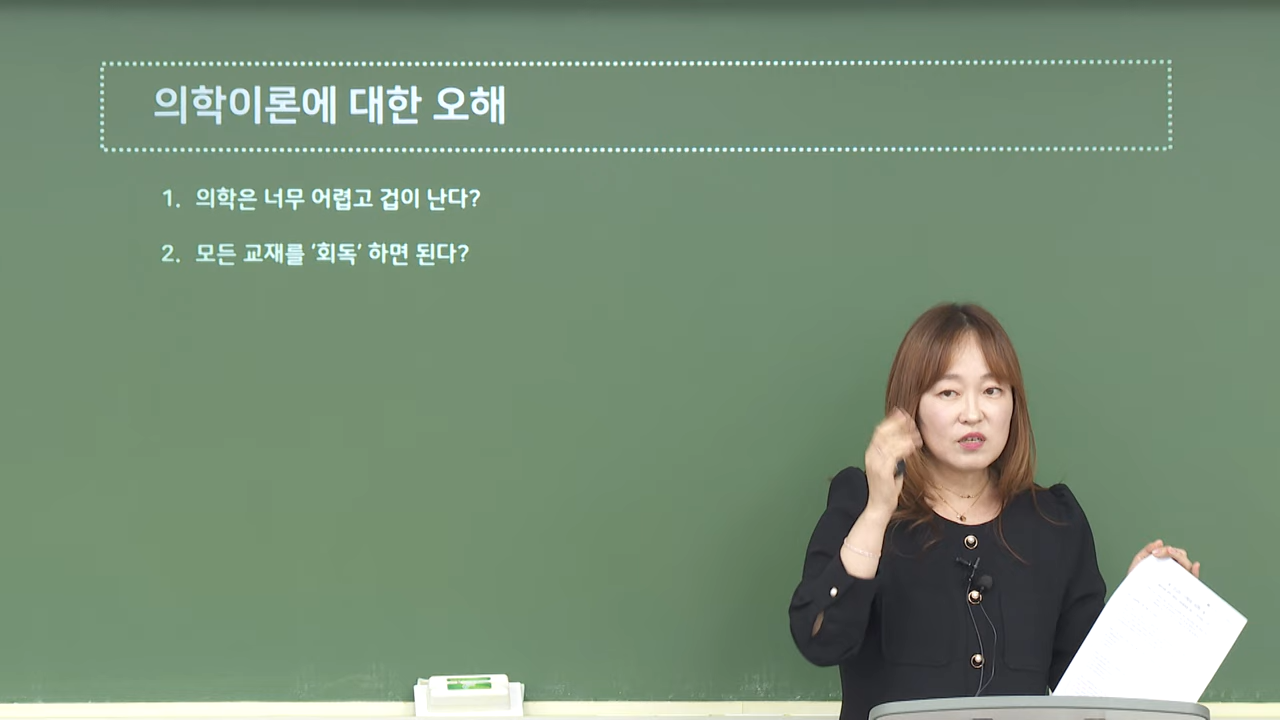 의학이론에 대한 오해
1. 의학은 너무 어렵고 겁이 난다?
2. 모든 교재를 ‘회독’ 하면 된다?